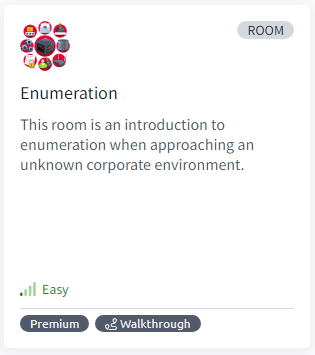 ROOM
Enumeration
This room is an introduction to
enumeration when approaching an
unknown corporate environment.
Easy
Premium Walkthrough